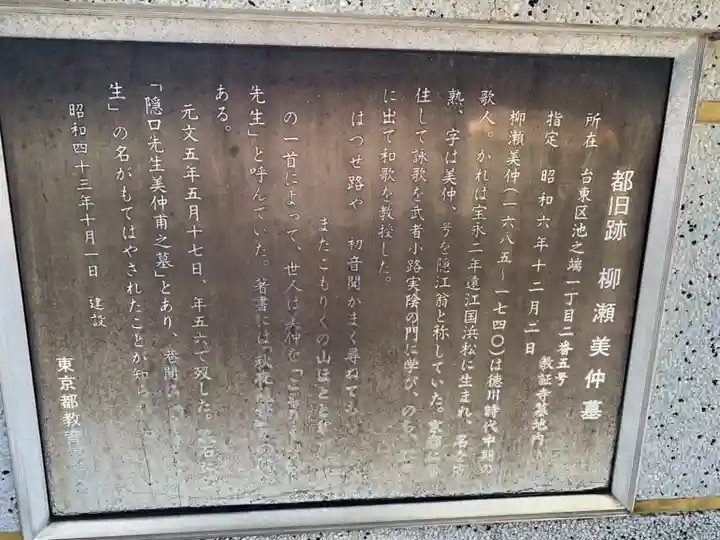 都旧跡 柳瀬美仲墓
所在 台東区池之端一丁目二番五号
教証寺墓地内
指定 昭和六年十二月二日
柳瀬美仲(一六八五～一七四〇)は徳川時代中期の
歌人。かれは宝永二年遠江国浜松に生まれ、名を方
熟、字は美仲、号を隠江翁と称していた。京都に
住して詠歌を武者小路実陰の門に学び、のち、
に出て和歌を教授した。
はつせ路や 初音聞かまく尋ねても
またこもりくの山ほとと
の一首によって、世人は美仲を「
先生」と呼んでいた。著書には「秋
ある。
元文五年五月十七日、年五六で歿した。
「隠口先生美仲甫之墓」とあり、巷間
生」の名がもてはやされたことが知ら
昭和四十三年十月一日 建設
東京都教育